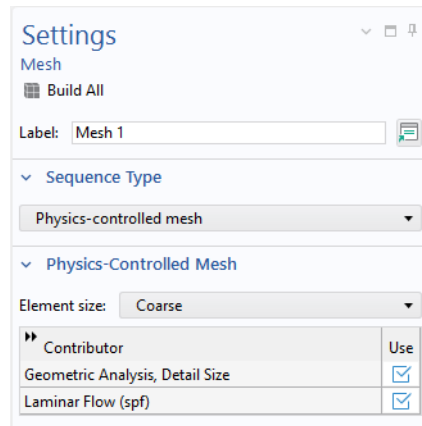 Settings
Mesh
Build All
Label: Mesh 1
Sequence Type
Physics-controlled mesh
Physics-Controlled Mesh
Element size: Coarse
Contributor Use
Geometric Analysis, Detail Size
Laminar Flow (spf)